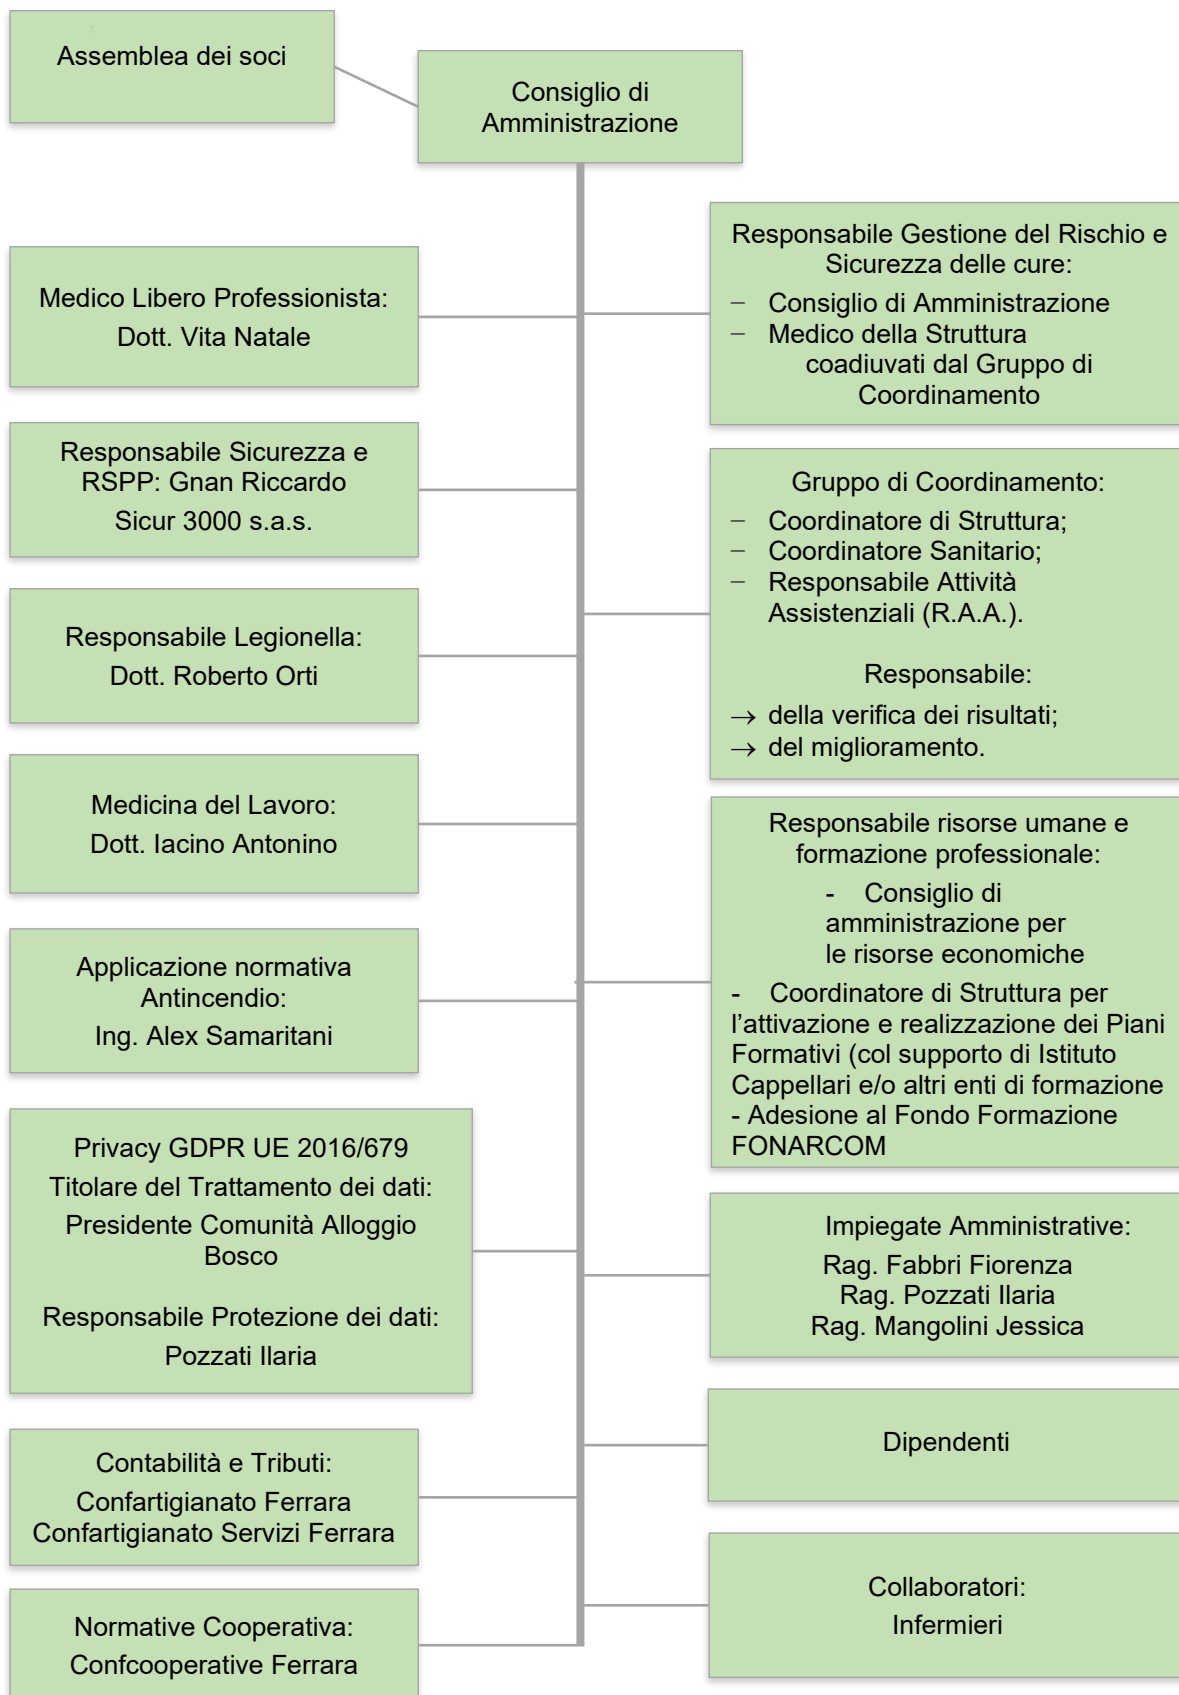 Assemblea dei soci
Consiglio di
Amministrazione
Medico Libero Professionista:
Dott. Vita Natale
Responsabile Sicurezza e
RSPP: Gnan Riccardo
Sicur 3000 s.a.s.
Responsabile Legionella:
Dott. Roberto Orti
Medicina del Lavoro:
Dott. Iacino Antonino
Applicazione normativa
Antincendio:
Ing. Alex Samaritani
Privacy GDPR UE 2016/679
Titolare del Trattamento dei dati:
Presidente Comunità Alloggio
Bosco
Responsabile Protezione dei dati:
Pozzati Ilaria
Contabilità e Tributi:
Confartigianato Ferrara
Confartigianato Servizi Ferrara
Normative Cooperativa:
Confcooperative Ferrara
Responsabile Gestione del Rischio e
Sicurezza delle cure:
− Consiglio di Amministrazione
− Medico della Struttura
coadiuvati dal Gruppo di
Coordinamento
Gruppo di Coordinamento:
− Coordinatore di Struttura;
− Coordinatore Sanitario;
− Responsabile Attività
Assistenziali (R.A.A.).
Responsabile:
→ della verifica dei risultati;
→ del miglioramento.
Responsabile risorse umane e
formazione professionale:
- Consiglio di
amministrazione per
le risorse economiche
- Coordinatore di Struttura per
l’attivazione e realizzazione dei Piani
Formativi (col supporto di Istituto
Cappellari e/o altri enti di formazione
- Adesione al Fondo Formazione
FONARCOM
Impiegate Amministrative:
Rag. Fabbri Fiorenza
Rag. Pozzati Ilaria
Rag. Mangolini Jessica
Dipendenti
Collaboratori:
Infermieri